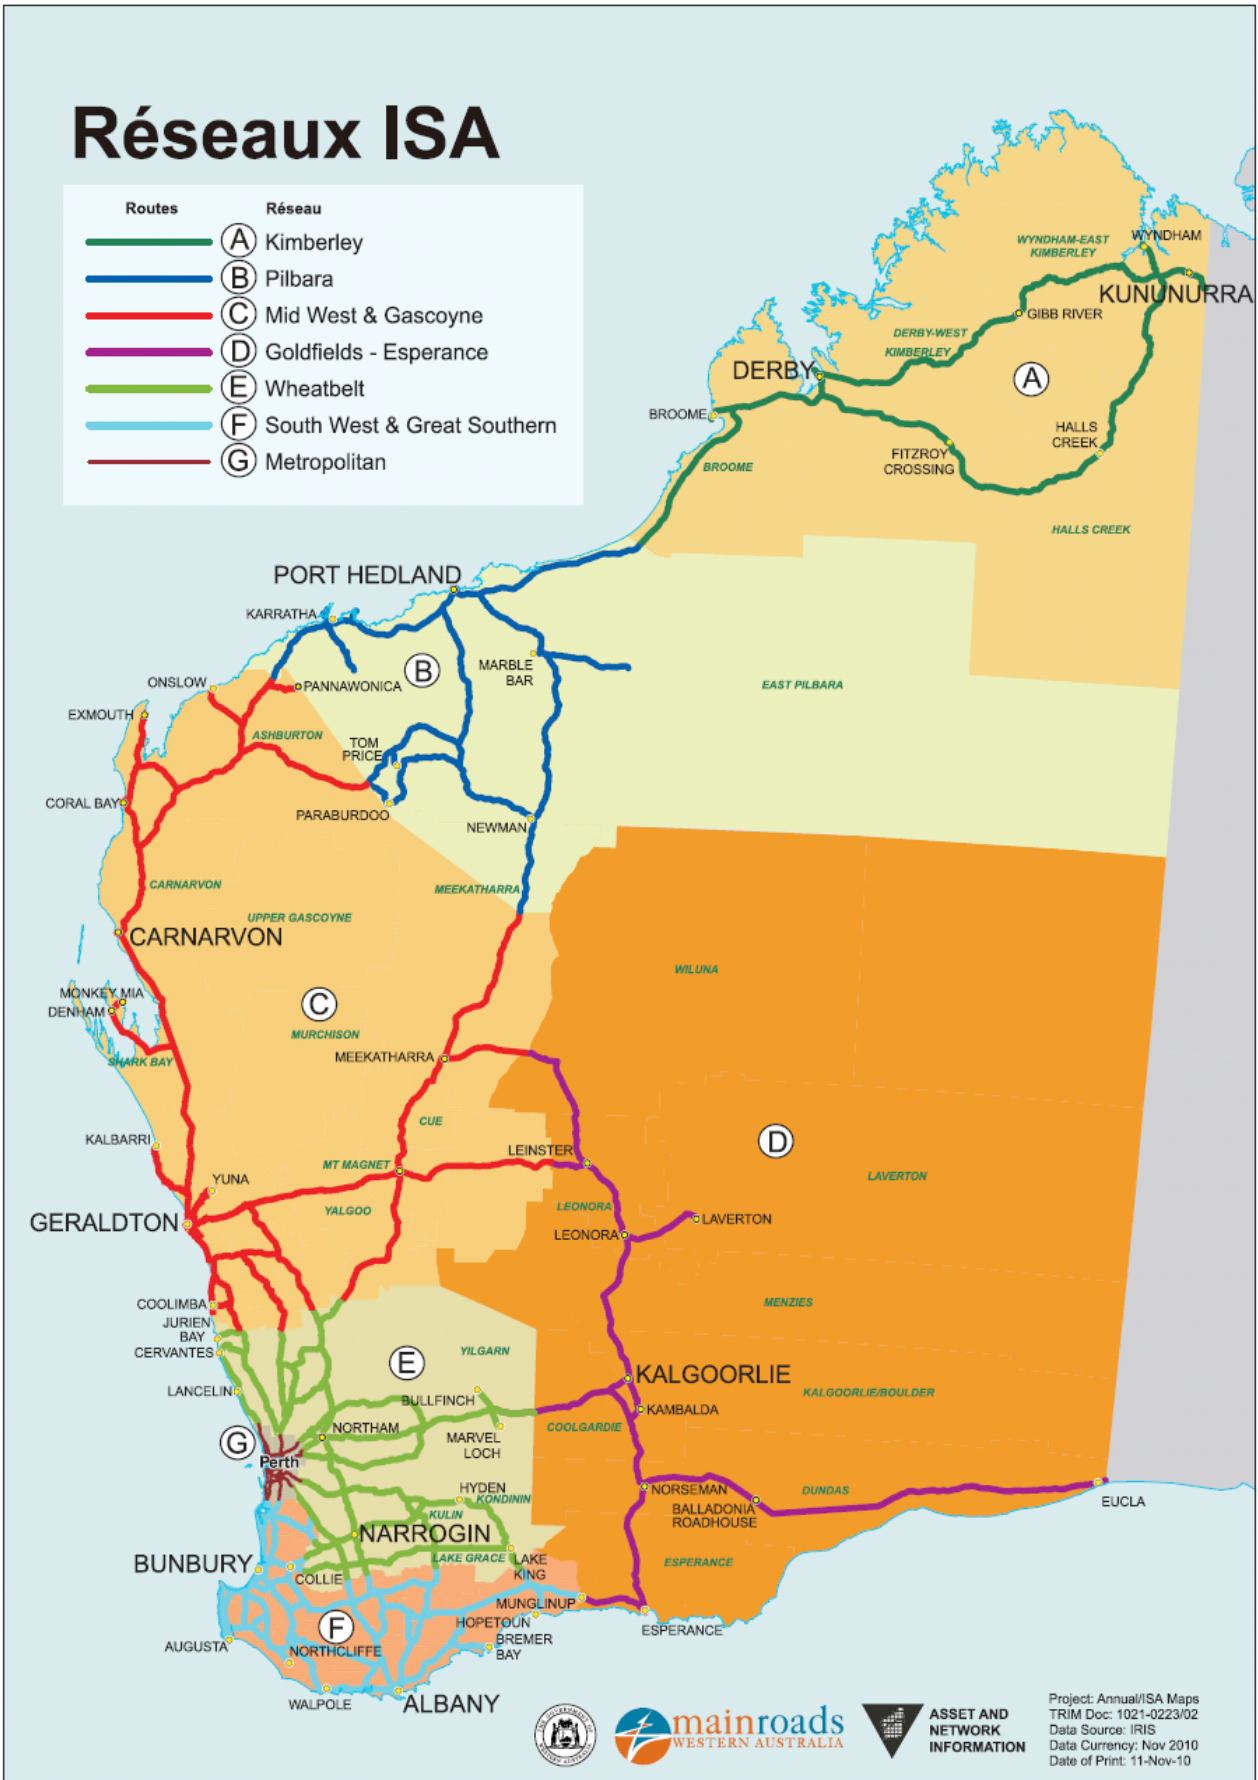 Réseaux ISA
Routes Réseau
A Kimberley
B Pilbara
C Mid West & Gascoyne
D Goldfields - Esperance
E Wheatbelt
F South West & Great Southern
G Metropolitan
WYNDHAM-EAST
KIMBERLEY
WYNDHAM
KUNUNURRA
GIBB RIVER
DERBY-WEST
KIMBERLEY
DERBY
A
BROOME
HALLS
CREEK
FITZROY
CROSSING
BROOME
HALLS CREEK
PORT HEDLAND
KARRATHA
B
MARBLE
BAR
ONSLOW
PANNAWONICA
EAST PILBARA
EXMOUTH
ASHBURTON
TOM
PRICE
CORAL BAY
PARABURDOO
NEWMAN
CARNARVON
MEEKATHARRA
UPPER GASCOYNE
CARNARVON
WILUNA
MONKEY MIA
DENHAM
C
MURCHISON
SHARK BAY
MEEKATHARRA
CUE
KALBARRI
D
LEINSTER
MT MAGNET
YUNA
LAVERTON
YALGOO
LEONORA
GERALDTON
LAVERTON
LEONORA
COOLIMBA
JURIEN
BAY
MENZIES
CERVANTES
YILGARN
E
LANCELIN
KALGOORLIE
KALGOORLIE/BOULDER
BULLFINCH
KAMBALDA
NORTHAM
COOLGARDIE
G
MARVEL
LOCH
Perth
HYDEN
KONDININ
NORSEMAN
DUNDAS
EUCLA
BALLADONIA
ROADHOUSE
KULIN
NARROGIN
BUNBURY
LAKE GRACE
LAKE
KING
ESPERANCE
COLLIE
MUNGLINUP
F
HOPETOUN
ESPERANCE
AUGUSTA
NORTHCLIFFE
BREMER
BAY
WALPOLE
ALBANY
THE GOVERNMENT OF
WESTERN AUSTRALIA
mainroads
WESTERN AUSTRALIA
ASSET AND
NETWORK
INFORMATION
Project: Annual/ISA Maps
TRIM Doc: 1021-0223/02
Data Source: IRIS
Data Currency: Nov 2010
Date of Print: 11-Nov-10